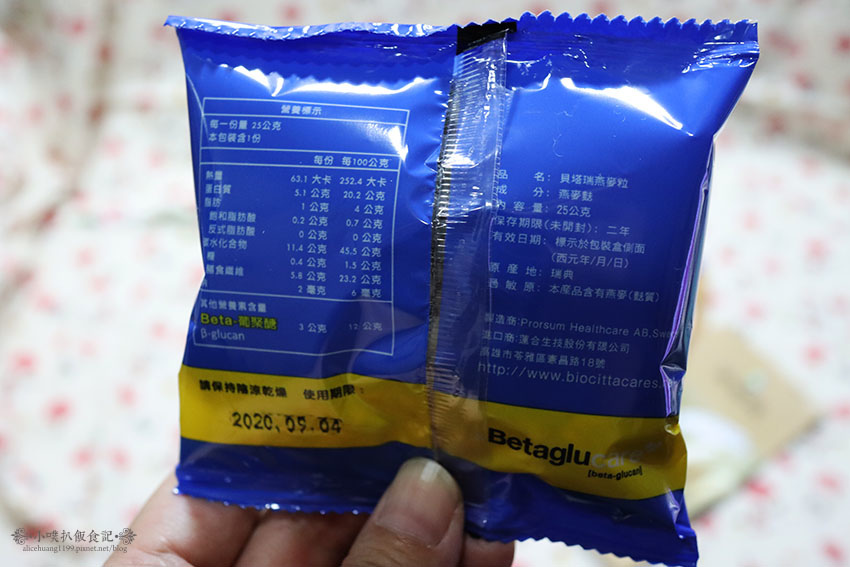 營養標示
每一份量 25公克
本包裝含1份
每份 每100公克
熱量 63.1 大卡 252.4 大卡
蛋白質 5.1 公克 20.2 公克
脂肪 1 公克 4 公克
飽和脂肪酸 0.2 公克 0.7 公克
反式脂肪酸 0 公克 0 公克
水化合物 11.4 公克 45.5 公克
0.4 公克 1.5 公克
膳食纖維 5.8 公克 23.2 公克
2 毫克 6 毫克
其他營養素含量
Beta-葡聚醣 3 公克 12 公克
β-glucan
請保持陰涼乾燥 使用期限：
2020.05.04
品 名：貝塔瑞燕麥粒
成 分：燕麥麩
內 容 量：25公克
保存期限(未開封)：二年
有效日期：標示於包裝盒側面
(西元年/月/日)
原 產 地：瑞典
過 敏 原：本產品含有燕麥(麩質)
製造商:Prorsum Healthcare AB,Swe
進口商:蓮合生技股份有限公司
高雄市苓雅區憲昌路18號
http://www.biocittacares.
Betaglucare
[beta-glucan]
小噗扒飯食記
alicehuang1199.pixnet.net/blog